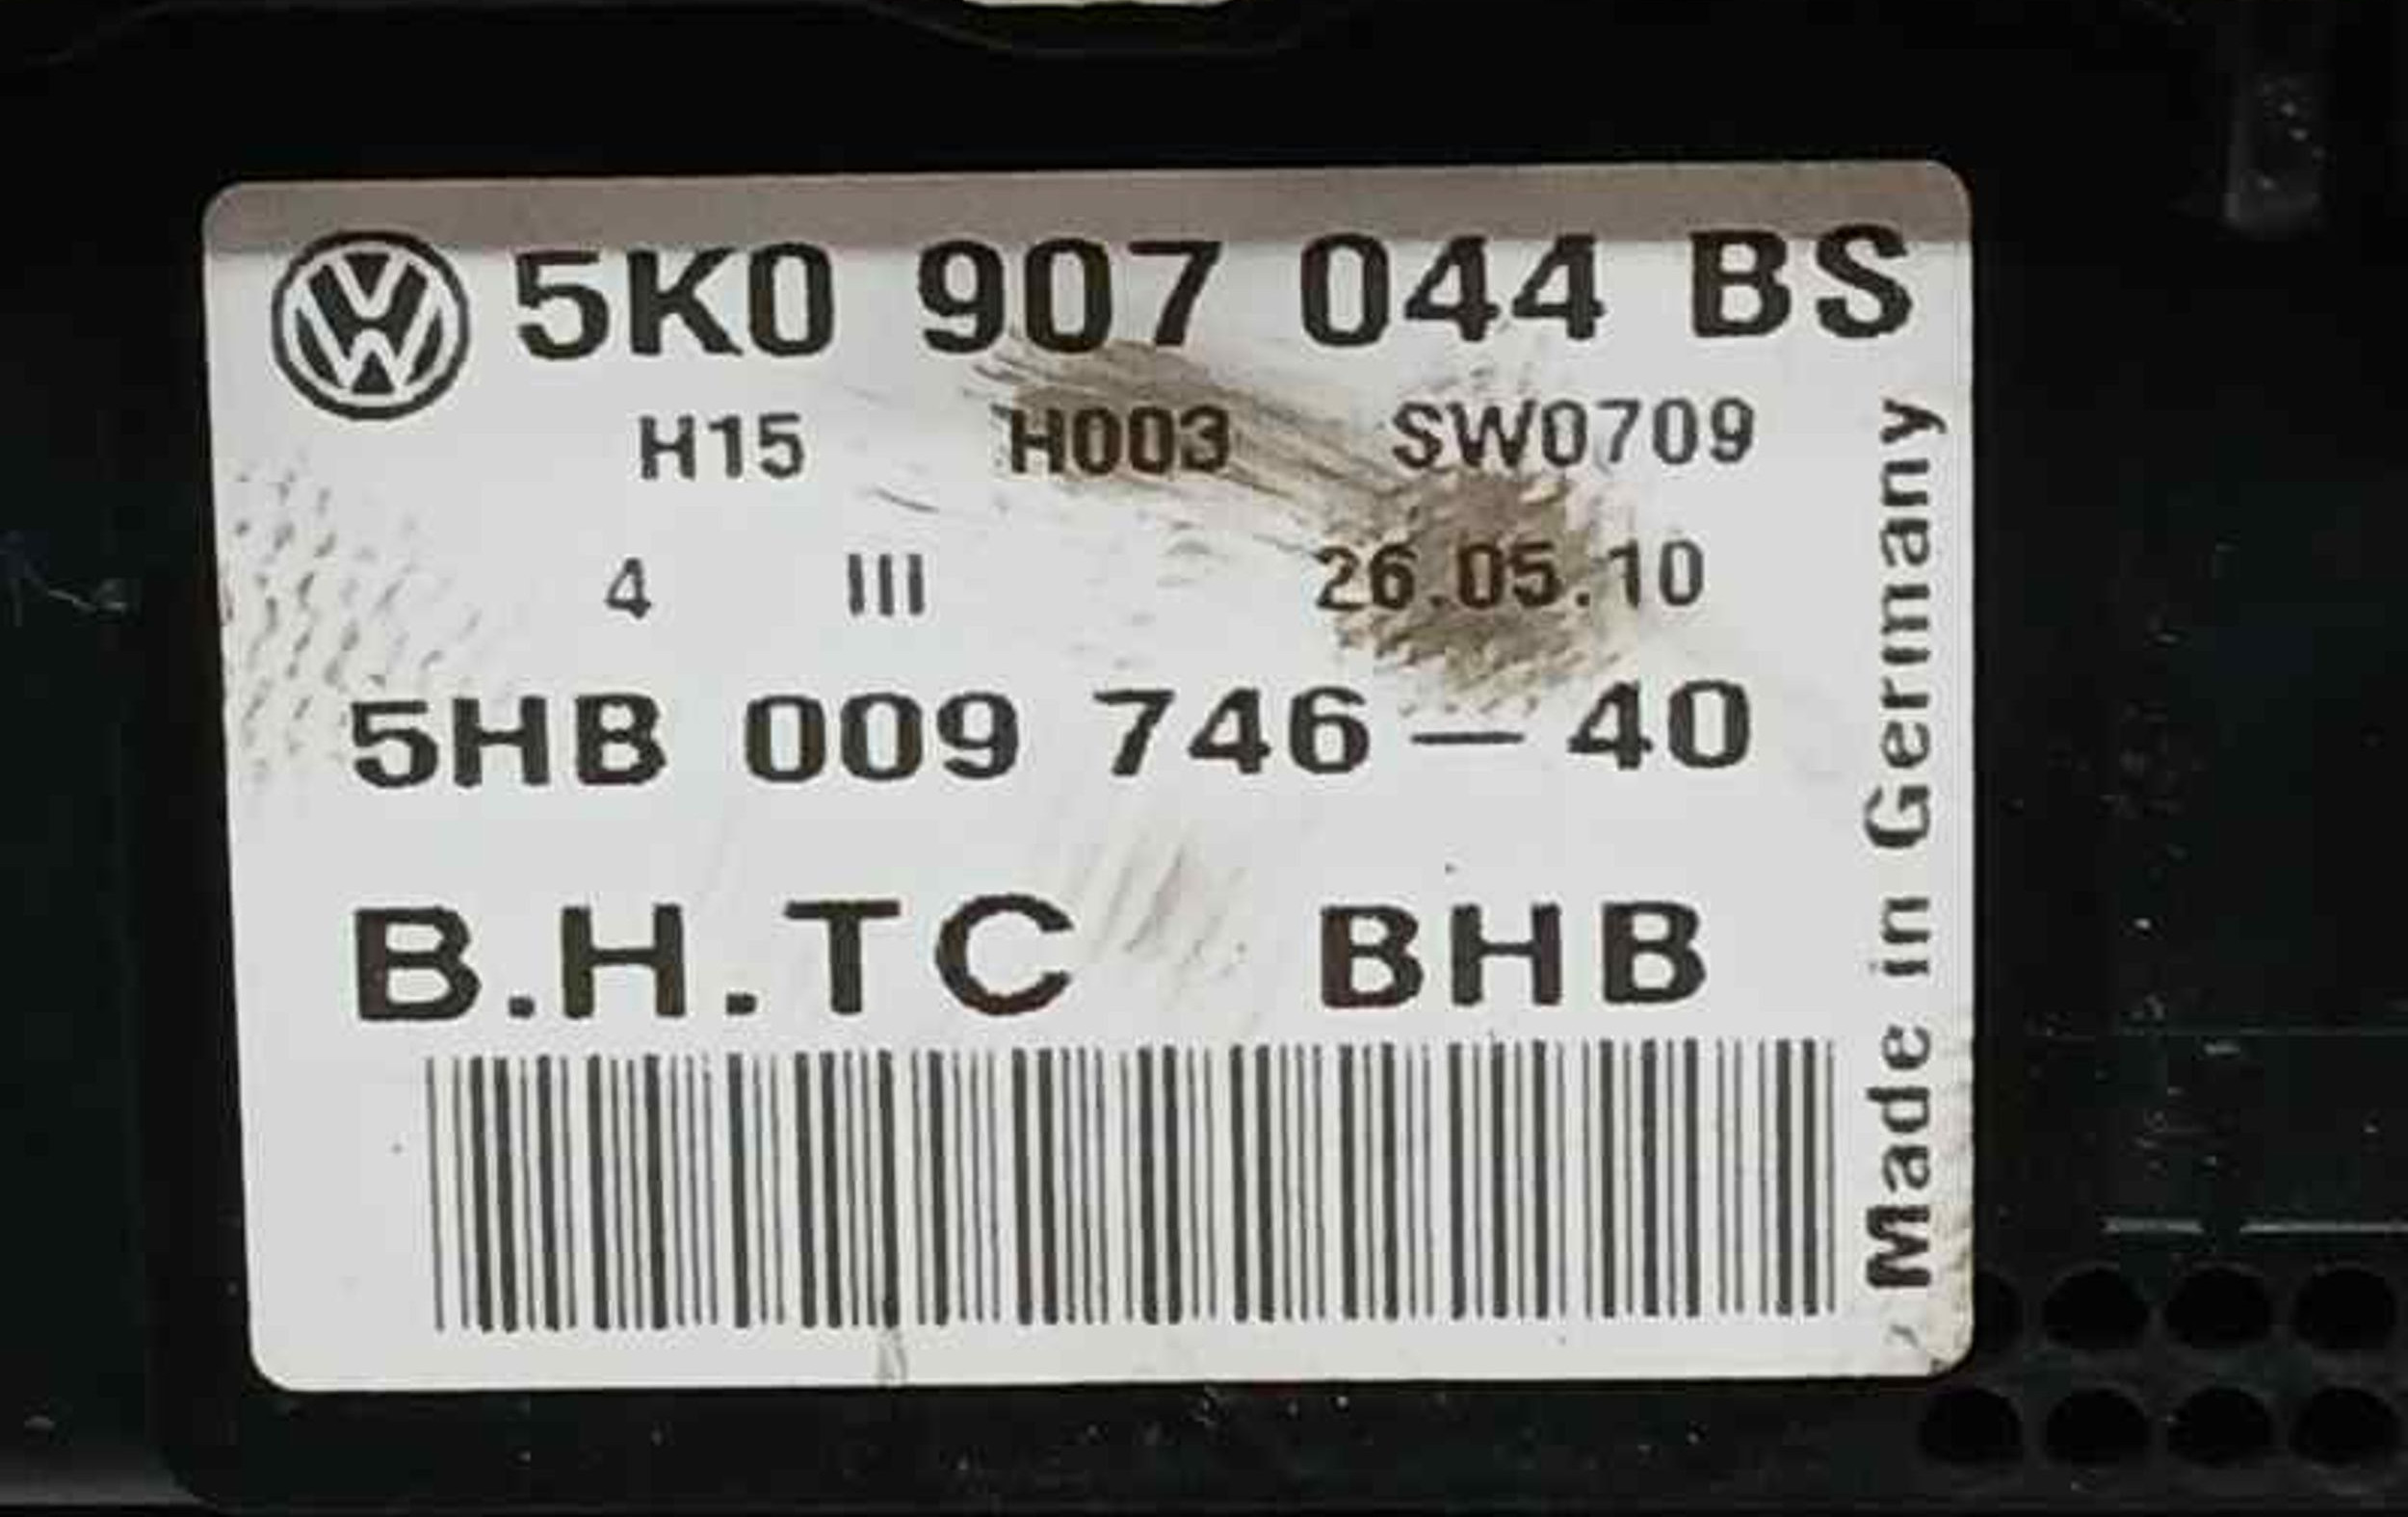 5K0 907 044 BS
H15 H003 SW0709
4 III 26.05.10
5HB 009 746-40
B.H.TC BHB
Made in Germany